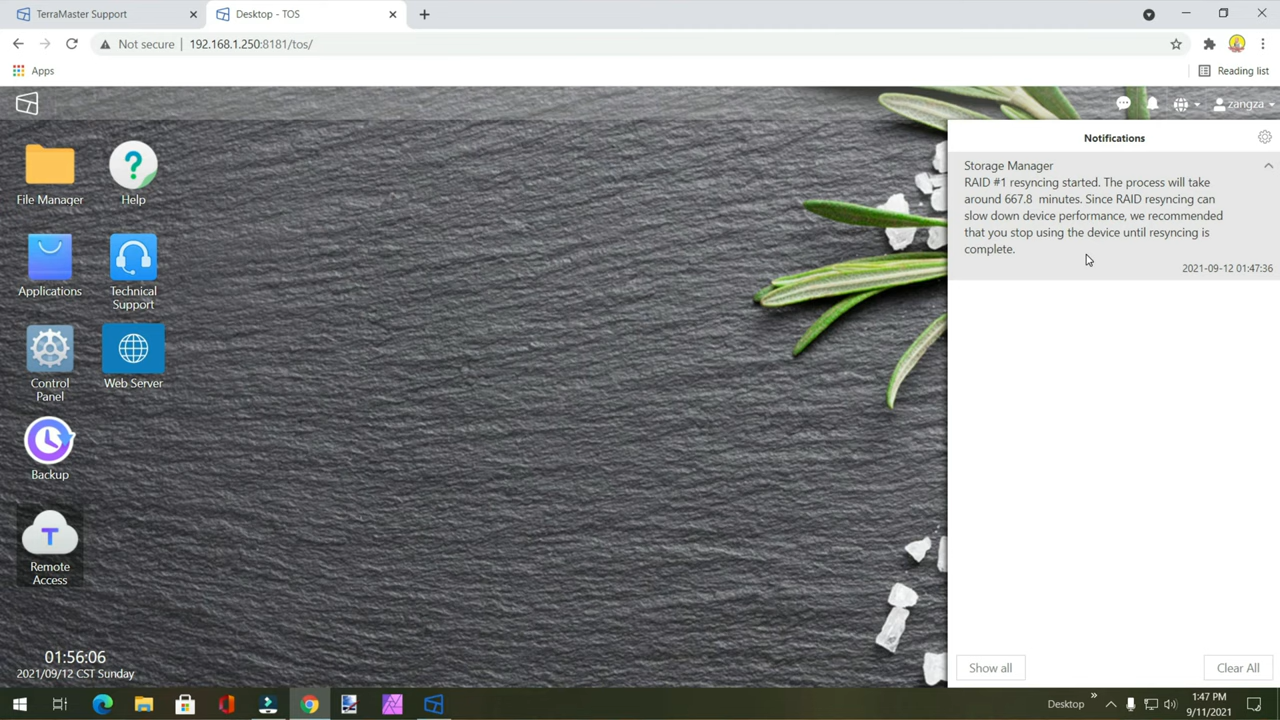 TerraMaster Support
Desktop - TOS
Not secure
192.168.1.250:8181/tos/
Apps
Reading list
zangza
File Manager
Help
Applications
Technical
Support
Control
Panel
Web Server
Backup
T
Remote
Access
01:56:06
2021/09/12 CST Sunday
Notifications
Storage Manager
RAID #1 resyncing started. The process will take
around 667.8 minutes. Since RAID resyncing can
slow down device performance, we recommended
that you stop using the device until resyncing is
complete.
2021-09-12 01:47:36
Show all
Clear All
Desktop
1:47 PM
9/11/2021